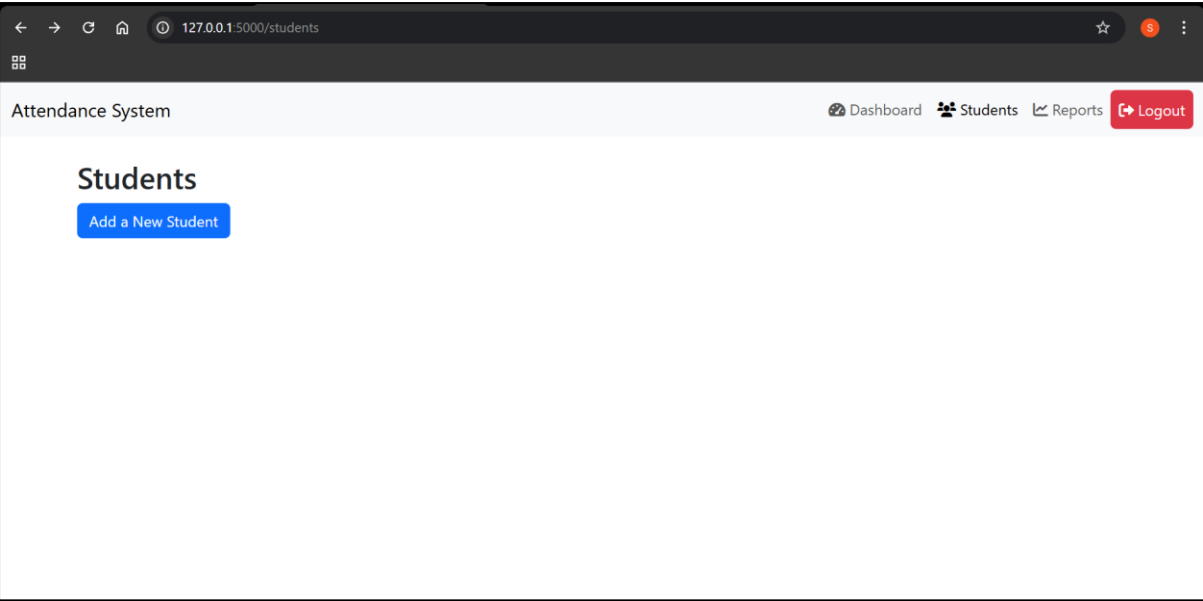 127.0.0.1:5000/students
S
Attendance System
Dashboard Students Reports Logout
Students
Add a New Student